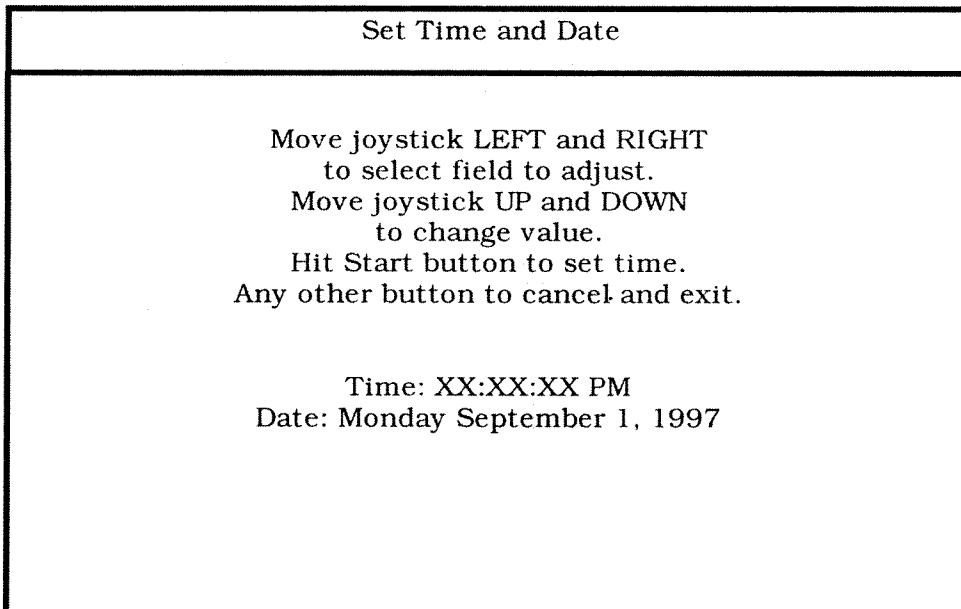 Set Time and Date
Move joystick LEFT and RIGHT
to select field to adjust.
Move joystick UP and DOWN
to change value.
Hit Start button to set time.
Any other button to cancel and exit.
Time: XX:XX:XX PM
Date: Monday September 1, 1997